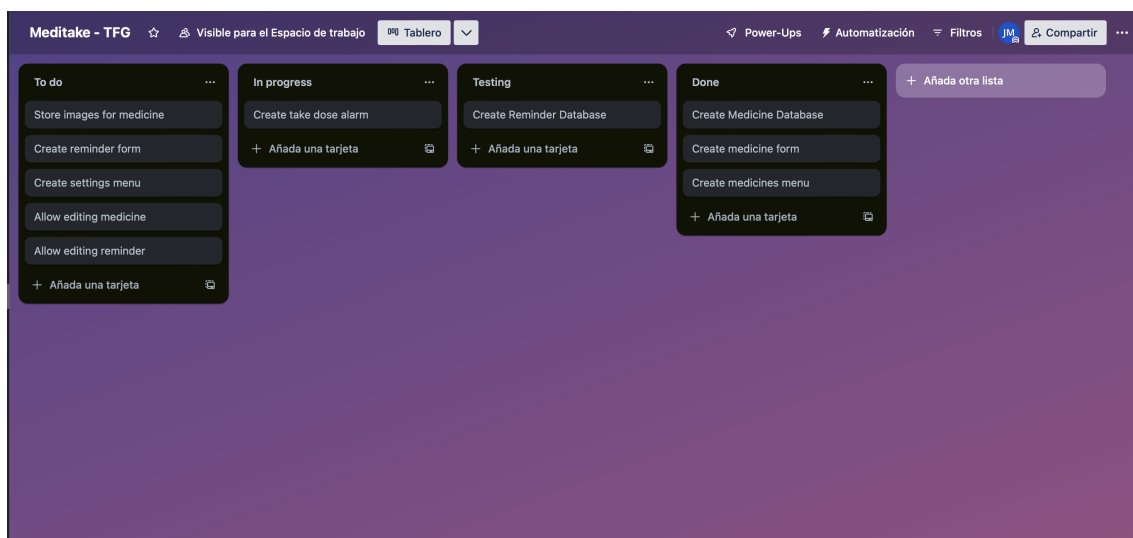 Meditake - TFG
Visible para el Espacio de trabajo
Tablero
Power-Ups
Automatización
Filtros
JM
Compartir
To do
Store images for medicine
Create reminder form
Create settings menu
Allow editing medicine
Allow editing reminder
+ Añada una tarjeta
In progress
Create take dose alarm
+ Añada una tarjeta
Testing
Create Reminder Database
+ Añada una tarjeta
Done
Create Medicine Database
Create medicine form
Create medicines menu
+ Añada una tarjeta
+ Añada otra lista